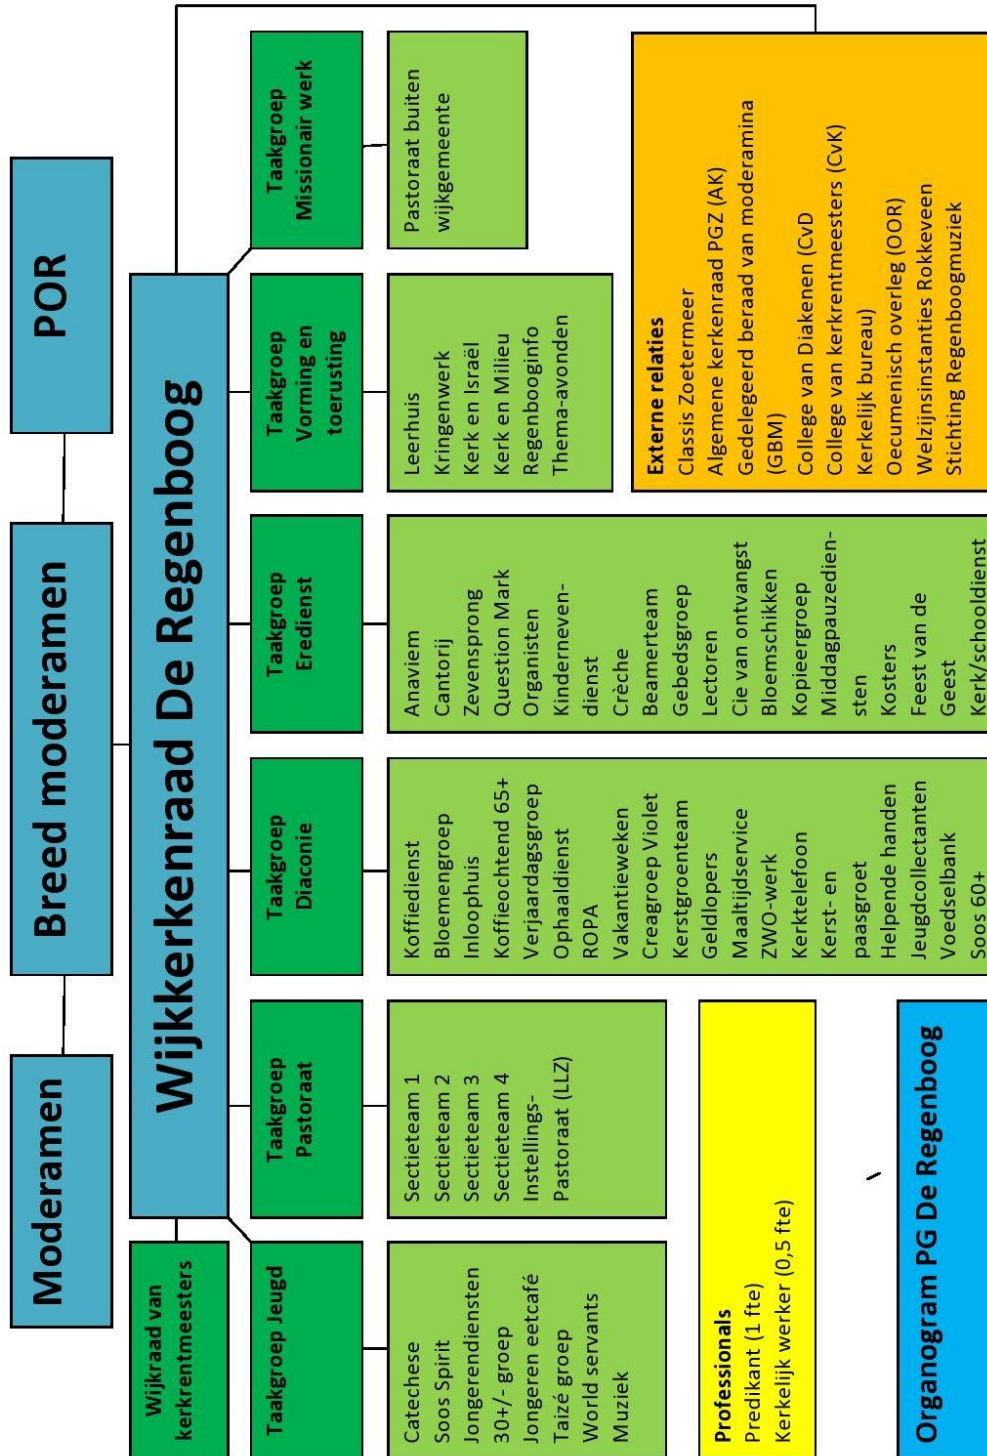 Moderamen
Breed moderamen
POR
Wijkkerkenraad De Regenboog
Wijkraad van
kerkrentmeesters
Taakgroep Jeugd
Catechese
Soos Spirit
Jongerendiensten
30+/- groep
Jongeren eetcafé
Taizé groep
World servants
Muziek
Taakgroep
Pastoraat
Sectieteam 1
Sectieteam 2
Sectieteam 3
Sectieteam 4
Instellings-
Pastoraat (LLZ)
Taakgroep
Diaconie
Koffiedienst
Bloemengroep
Inloophuis
Koffieochtend 65+
Verjaardagsgroep
Ophaaldienst
ROPA
Vakantieweken
Creagroep Violet
Kerstgroententeam
Geldlopers
Maaltijdservice
ZWO-werk
Kerktelefoon
Kerst- en
paasgroet
Helpende handen
Jeugdcollectanten
Voedselbank
Soos 60+
Taakgroep
Eredienst
Anaviem
Cantorij
Zevensprong
Question Mark
Organisten
Kinderneven-
dienst
Crèche
Beamerteam
Gebedsgroep
Lectoren
Cie van ontvangst
Bloemschikken
Kopieergroep
Middagpauzedien-
sten
Kosters
Feest van de
Geest
Kerk/schooldienst
Taakgroep
Vorming en
toerusting
Leerhuis
Kringenwerk
Kerk en Israël
Kerk en Milieu
Regenbooginfo
Thema-avonden
Taakgroep
Missionair werk
Pastoraat buiten
wijkgemeente
Professionals
Predikant (1 fte)
Kerkelijk werker (0,5 fte)
Externe relaties
Classis Zoetermeer
Algemene kerkenraad PGZ (AK)
Gedelegeerd beraad van moderamina
(GBM)
College van Diakenen (CvD
College van kerkrentmeesters (CvK)
Kerkelijk bureau)
Oecumenisch overleg (OOR)
Welzijnsinstanties Rokkeveen
Stichting Regenboogmuziek
Organogram PG De Regenboog